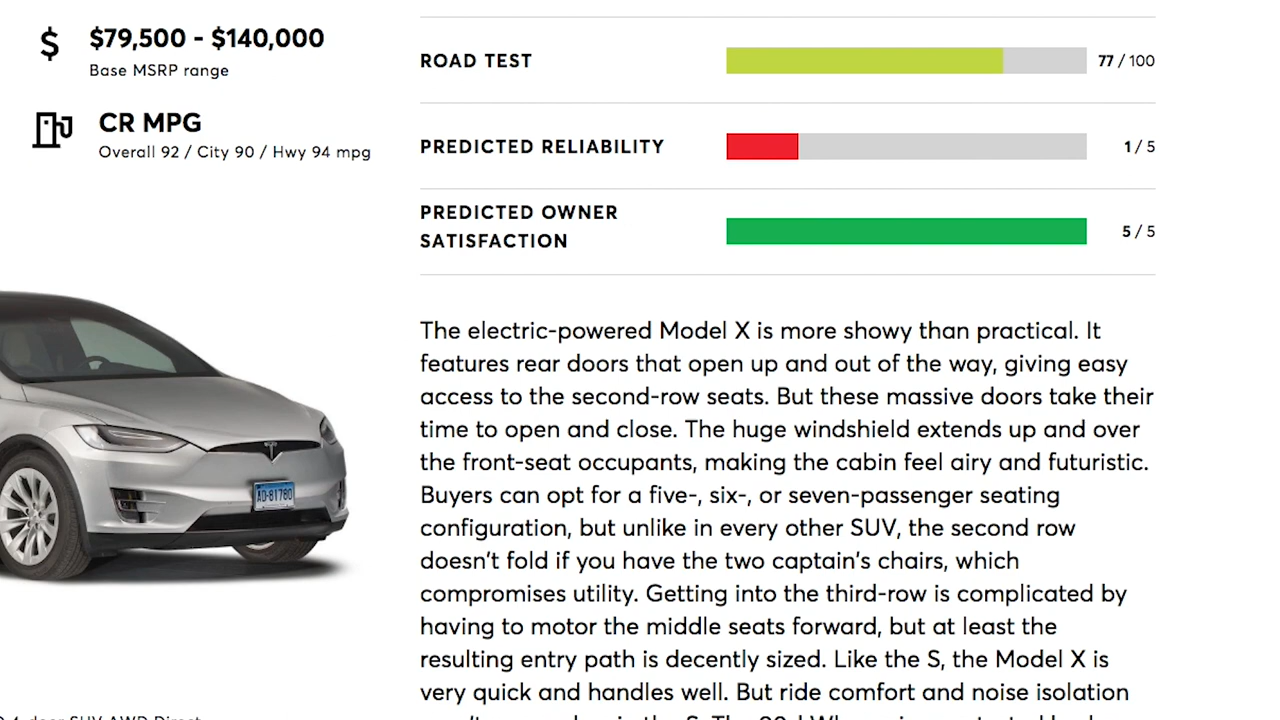 $79,500 - $140,000
Base MSRP range
CR MPG
Overall 92 / City 90 / Hwy 94 mpg
ROAD TEST
77 / 100
PREDICTED RELIABILITY
1 / 5
PREDICTED OWNER
SATISFACTION
5 / 5
The electric-powered Model X is more showy than practical. It
features rear doors that open up and out of the way, giving easy
access to the second-row seats. But these massive doors take their
time to open and close. The huge windshield extends up and over
the front-seat occupants, making the cabin feel airy and futuristic.
Buyers can opt for a five-, six-, or seven-passenger seating
configuration, but unlike in every other SUV, the second row
doesn't fold if you have the two captain's chairs, which
compromises utility. Getting into the third-row is complicated by
having to motor the middle seats forward, but at least the
resulting entry path is decently sized. Like the S, the Model X is
very quick and handles well. But ride comfort and noise isolation
AD·81780
4-door SUV AWD Direct